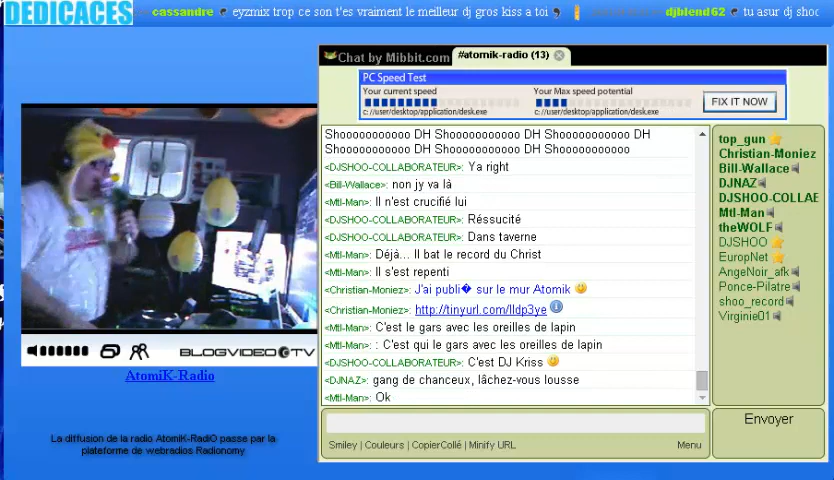 DEDICACES
cassandre eyzmix trop ce son t'es vraiment le meilleur dj gros kiss a toi djblend62 tu asur dj shoc
Chat by Mibbit.com #atomik-radio (13)
PC Speed Test
Your current speed Your Max speed potential
FIX IT NOW
c:/user/desktop/application/desk.exe c:/user/desktop/application/desk.exe
Shooooooooooo DH Shooooooooooo DH Shooooooooooo DH
Shooooooooooo DH Shooooooooooo DH Shooooooooooo
<DJSHOO-COLLABORATEUR>: Ya right
<Bill-Wallace>: non jy va là
<Mtl-Man>: Il n'est crucifié lui
<DJSHOO-COLLABORATEUR>: Réssucité
<DJSHOO-COLLABORATEUR>: Dans taverne
<Mtl-Man>: Déjà... Il bat le record du Christ
<Mtl-Man>: Il s'est repenti
<Christian-Moniez>: J'ai publi� sur le mur Atomik
<Christian-Moniez>: http://tinyurl.com/lldp3ye
<Mtl-Man>: C'est le gars avec les oreilles de lapin
<Mtl-Man>: : C'est qui le gars avec les oreilles de lapin
<DJSHOO-COLLABORATEUR>: C'est DJ Kriss
<DJNAZ>: gang de chanceux, lâchez-vous lousse
<Mtl-Man>: Ok
top_gun
Christian-Moniez
Bill-Wallace
DJNAZ
DJSHOO-COLLAE
Mtl-Man
theWOLF
DJSHOO
EuropNet
AngeNoir_afk
Ponce-Pilatre
shoo_record
Virginie01
Envoyer
Smiley | Couleurs | CopierCollé | Minify URL Menu
BLOGVIDEO TV
AtomiK-Radio
La diffusion de la radio AtomiK-RadiO passe par la
plateforme de webradios Radionomy